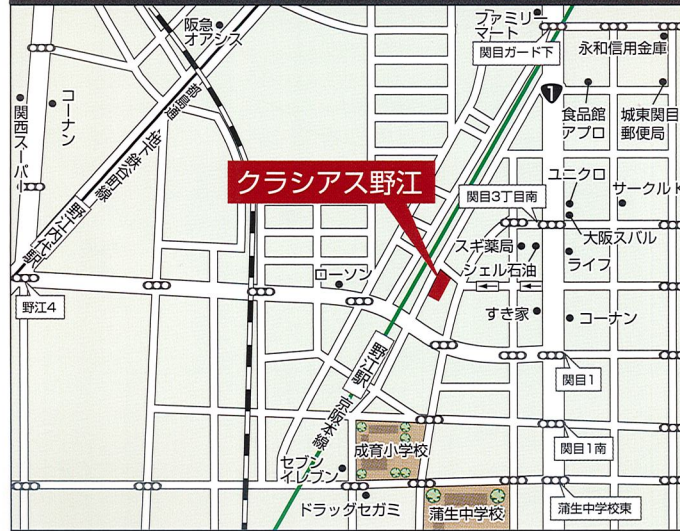 阪急
オアシス
ファミリー
マート
関目ガード下
永和信用金庫
1
食品館
アプロ
城東関目
郵便局
関西スーパー
コーナン
都島通
地下鉄谷町線
野江内代駅
クラシアス野江
関目3丁目南
ユニクロ
サークルK
大阪スバル
スギ薬局
シェル石油
ライフ
ローソン
野江4
すき家
コーナン
野江駅
京阪本線
関目1
成育小学校
関目1南
セブン
イレブン
ドラッグセガミ
蒲生中学校
蒲生中学校東